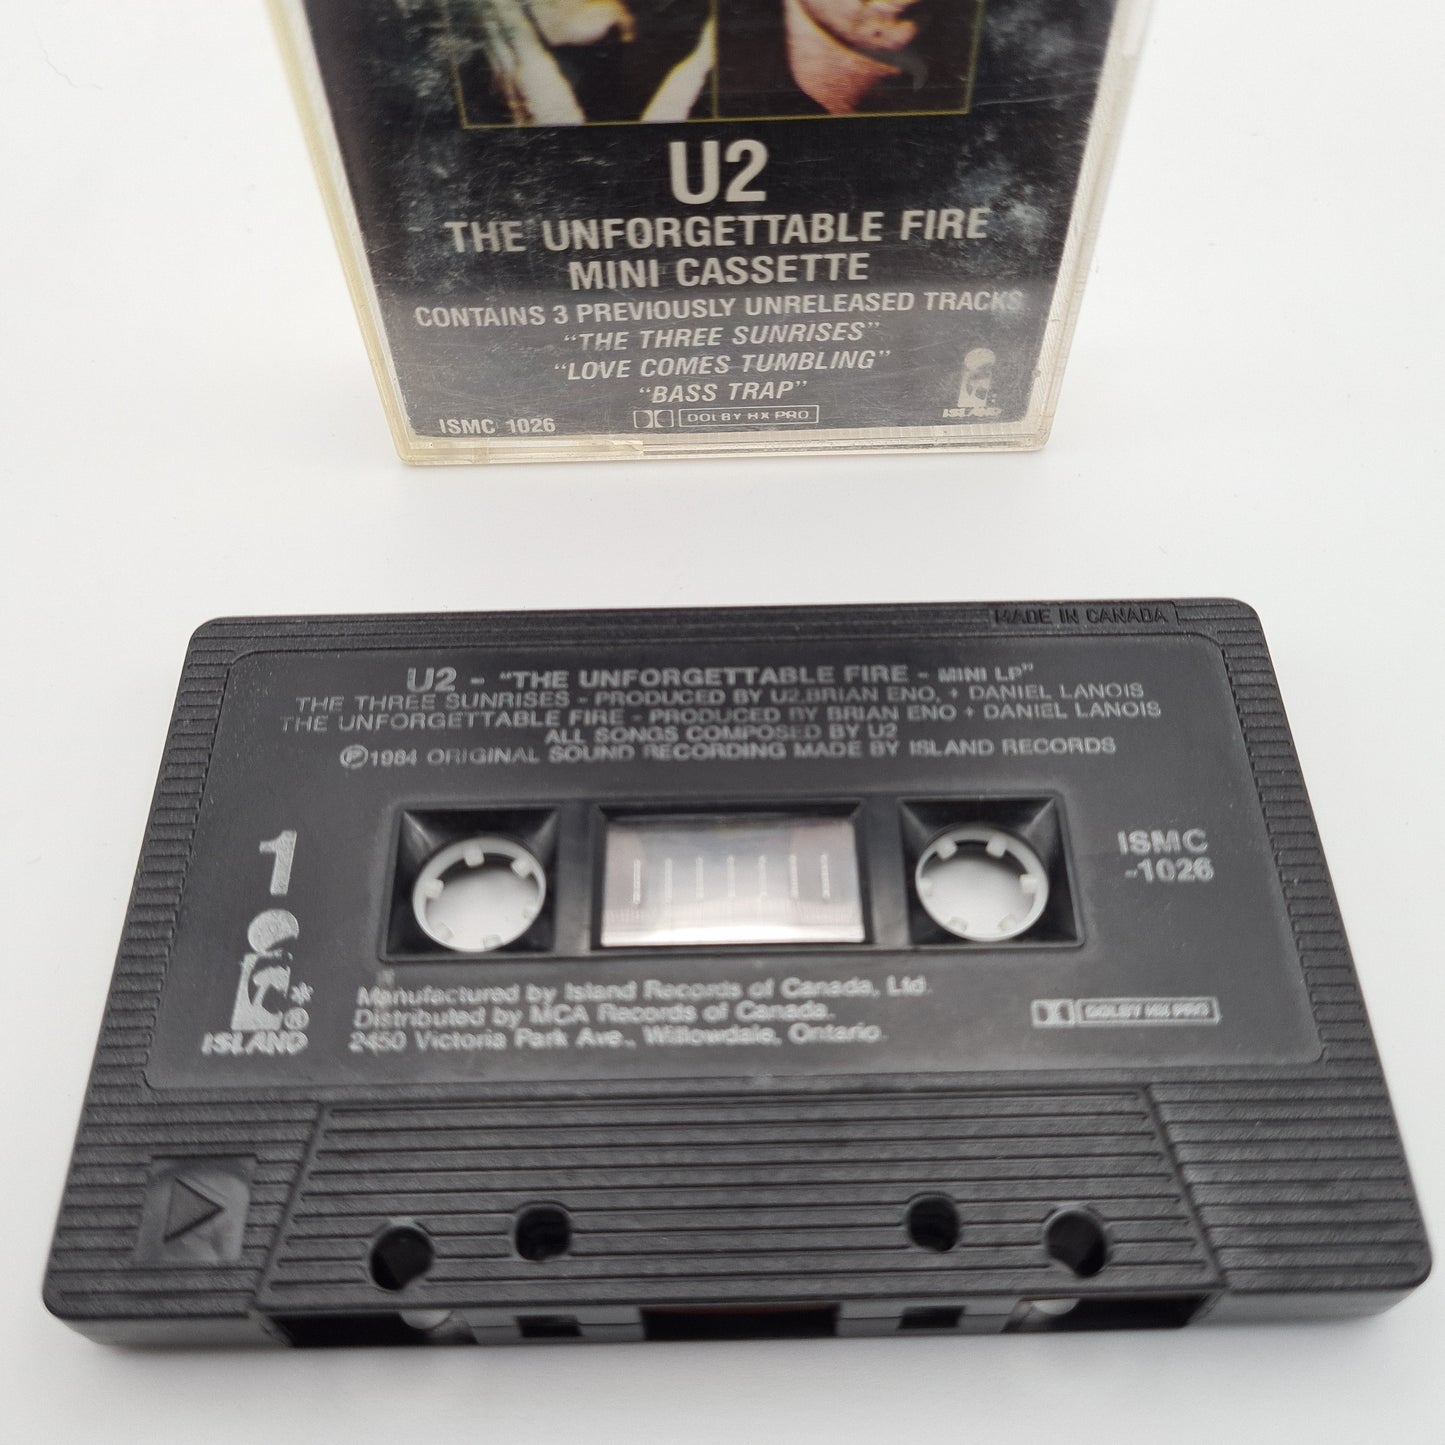 U2
THE UNFORGETTABLE FIRE
MINI CASSETTE
CONTAINS 3 PREVIOUSLY UNRELEASED TRACKS
“THE THREE SUNRISES”
“LOVE COMES TUMBLING”
“BASS TRAP”
ISMC 1026
DOLBY HX PRO
ISLAND
MADE IN CANADA
U2 - “THE UNFORGETTABLE FIRE - MINI LP”
THE THREE SUNRISES - PRODUCED BY U2.BRIAN ENO, + DANIEL LANOIS
THE UNFORGETTABLE FIRE - PRODUCED BY BRIAN ENO + DANIEL LANOIS
ALL SONGS COMPOSED BY U2
℗1984 ORIGINAL SOUND RECORDING MADE BY ISLAND RECORDS
1
ISMC
-1026
*
®
ISLAND
Manufactured by Island Records of Canada, Ltd.
Distributed by MCA Records of Canada.
2450 Victoria Park Ave., Willowdale, Ontario.
DOLBY HX PRO